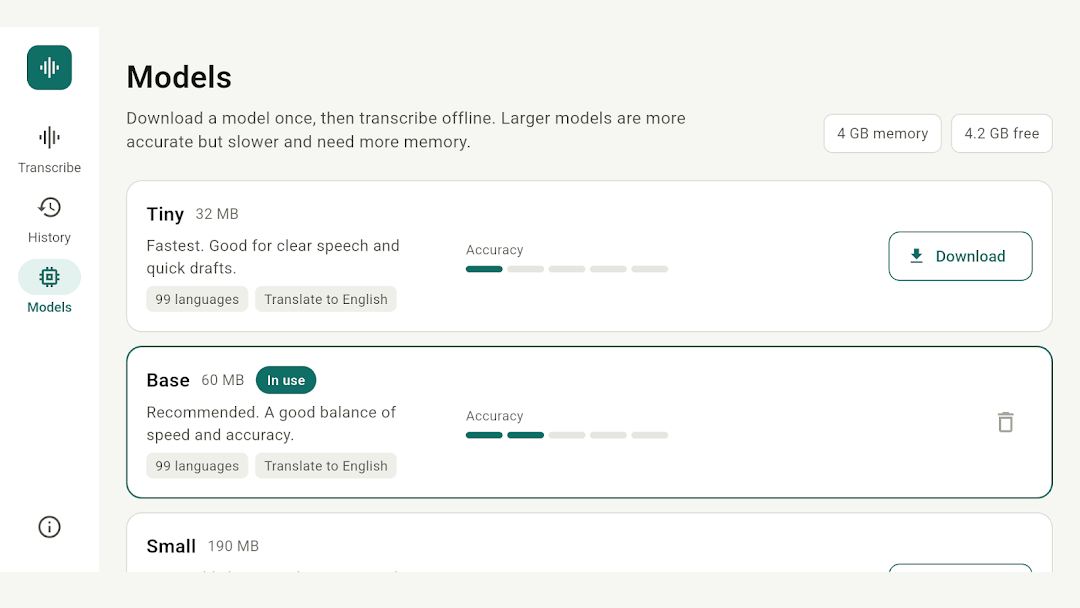 Models
Download a model once, then transcribe offline. Larger models are more
accurate but slower and need more memory.
4 GB memory
4.2 GB free
Transcribe
History
Models
Tiny 32 MB
Fastest. Good for clear speech and
quick drafts.
99 languages
Translate to English
Accuracy
Download
Base 60 MB In use
Recommended. A good balance of
speed and accuracy.
99 languages
Translate to English
Accuracy
Small 190 MB